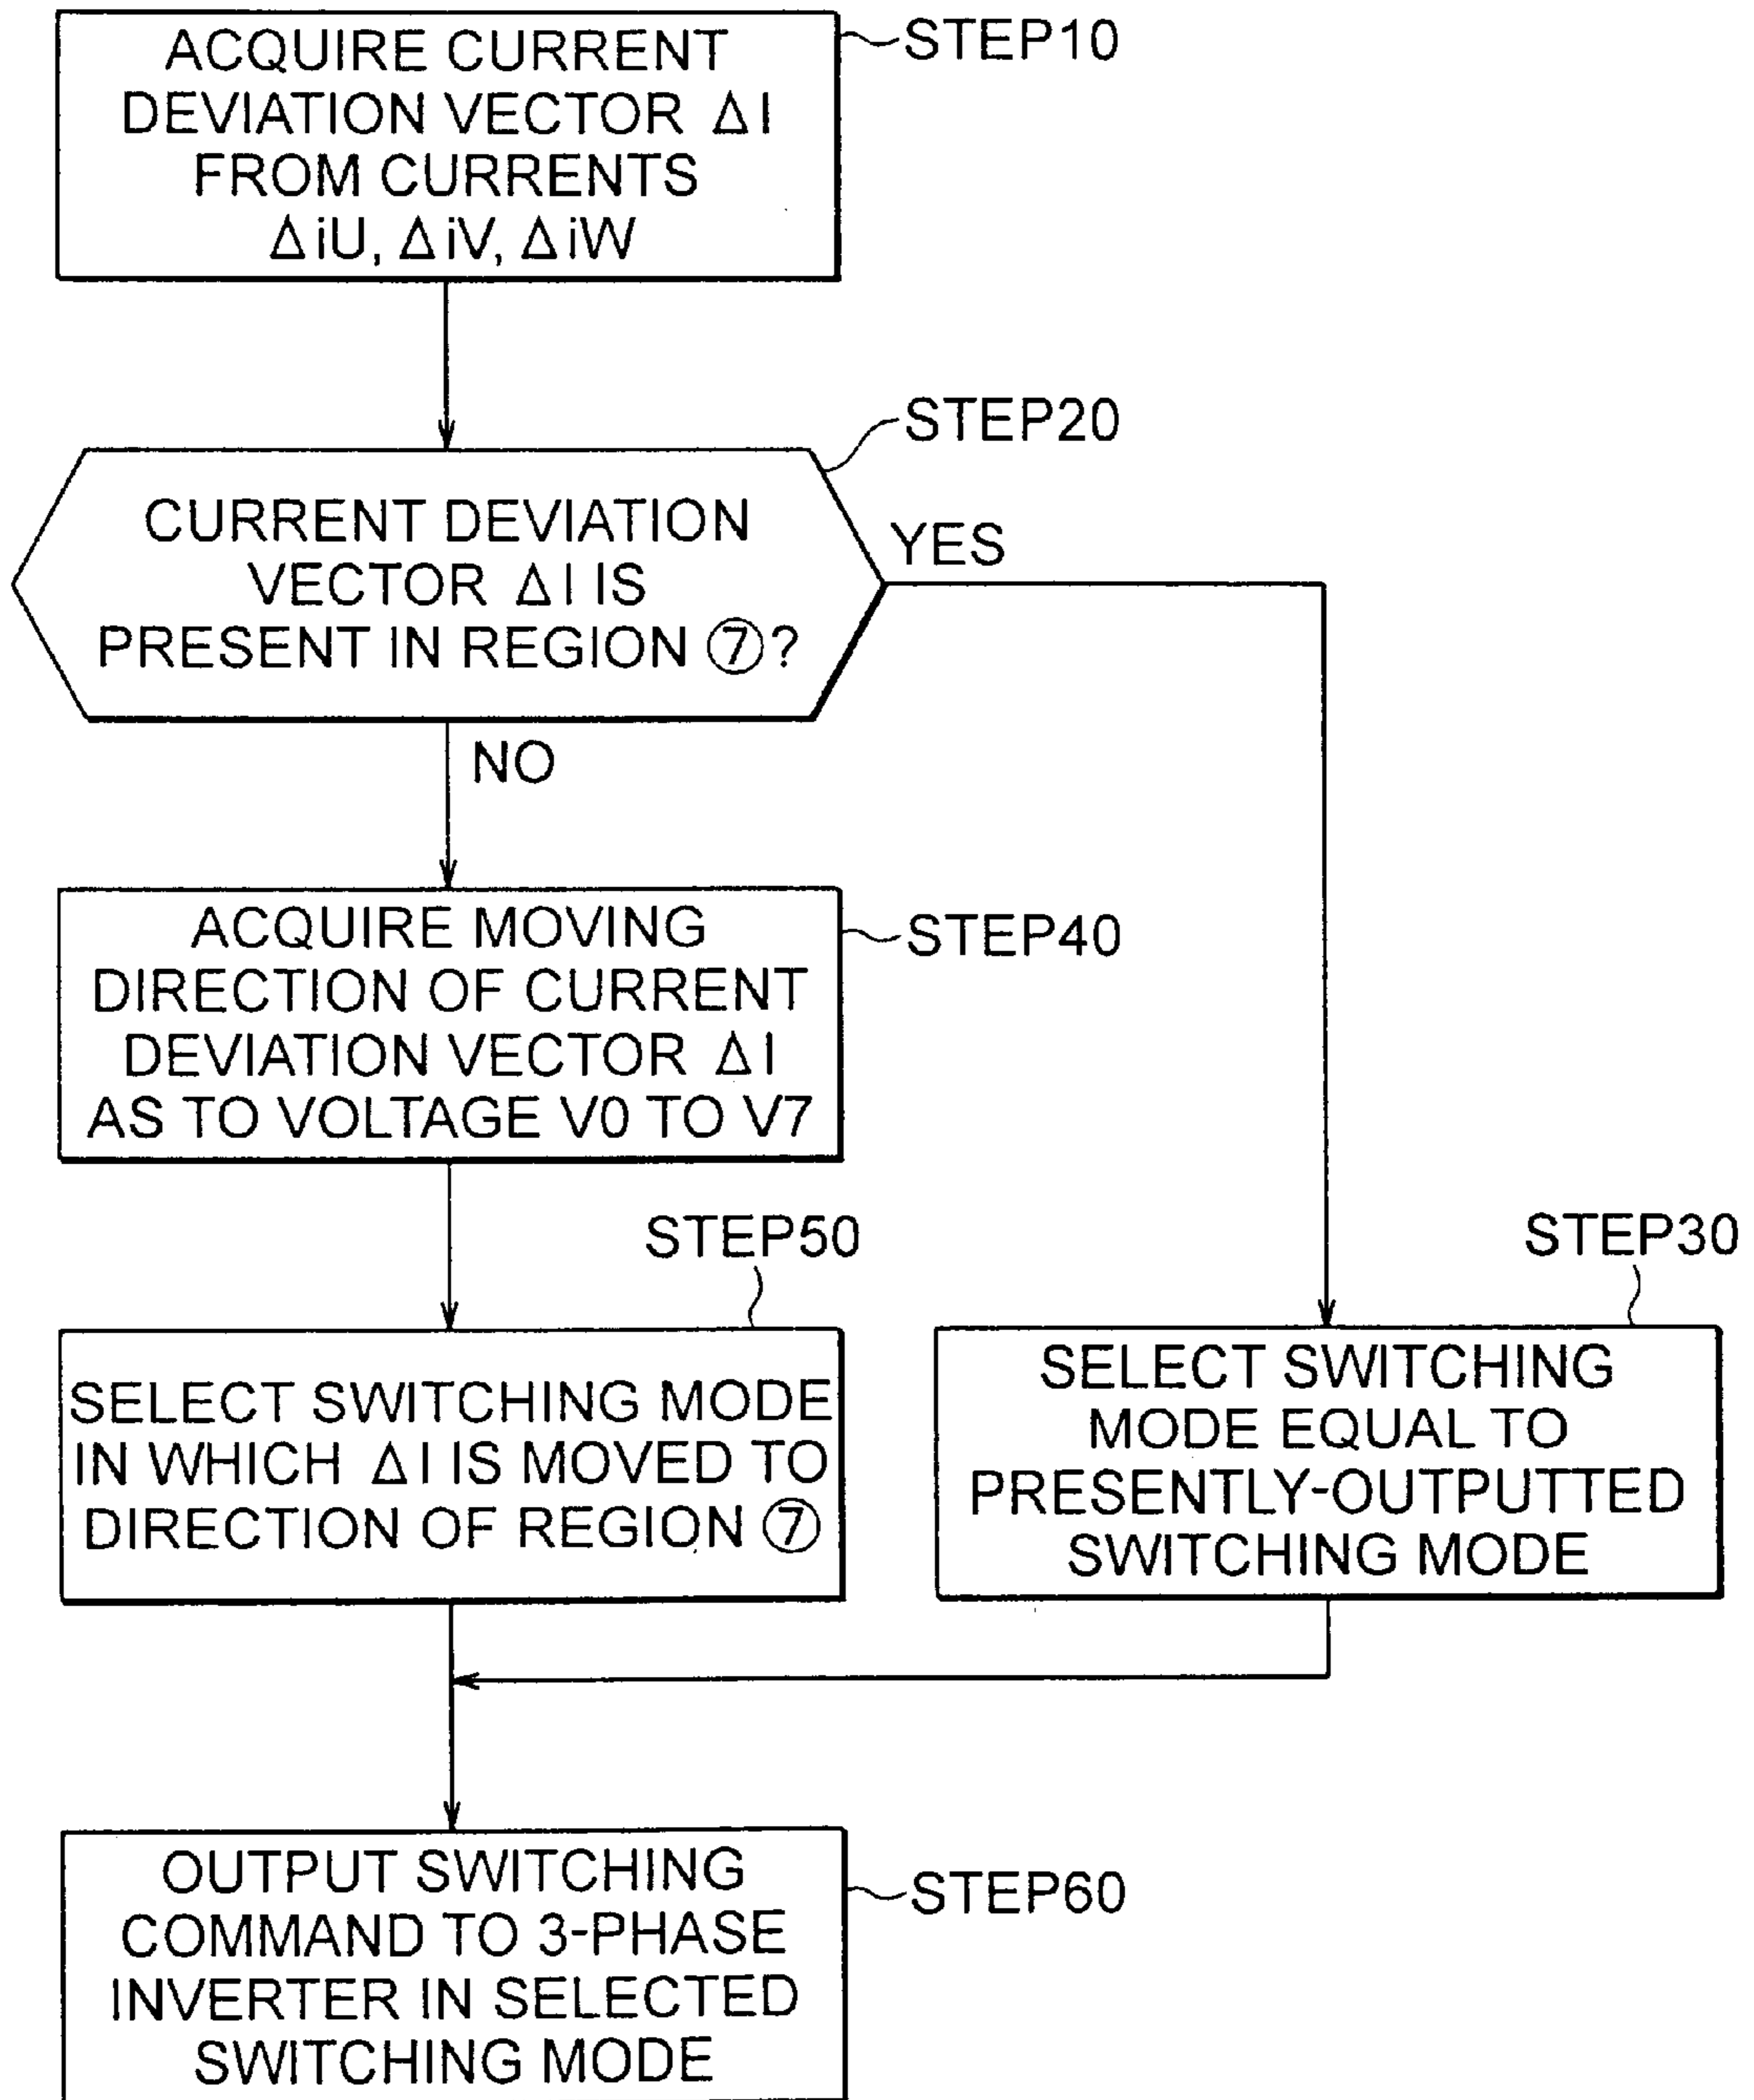 ACQUIRE CURRENT
DEVIATION VECTOR ΔI
FROM CURRENTS
ΔiU, ΔiV, ΔiW
STEP10
STEP20
CURRENT DEVIATION
VECTOR ΔI IS
PRESENT IN REGION ⑦?
YES
NO
ACQUIRE MOVING
DIRECTION OF CURRENT
DEVIATION VECTOR ΔI
AS TO VOLTAGE V0 TO V7
STEP40
STEP50
SELECT SWITCHING MODE
IN WHICH ΔI IS MOVED TO
DIRECTION OF REGION ⑦
STEP30
SELECT SWITCHING
MODE EQUAL TO
PRESENTLY-OUTPUTTED
SWITCHING MODE
OUTPUT SWITCHING
COMMAND TO 3-PHASE
INVERTER IN SELECTED
SWITCHING MODE
STEP60